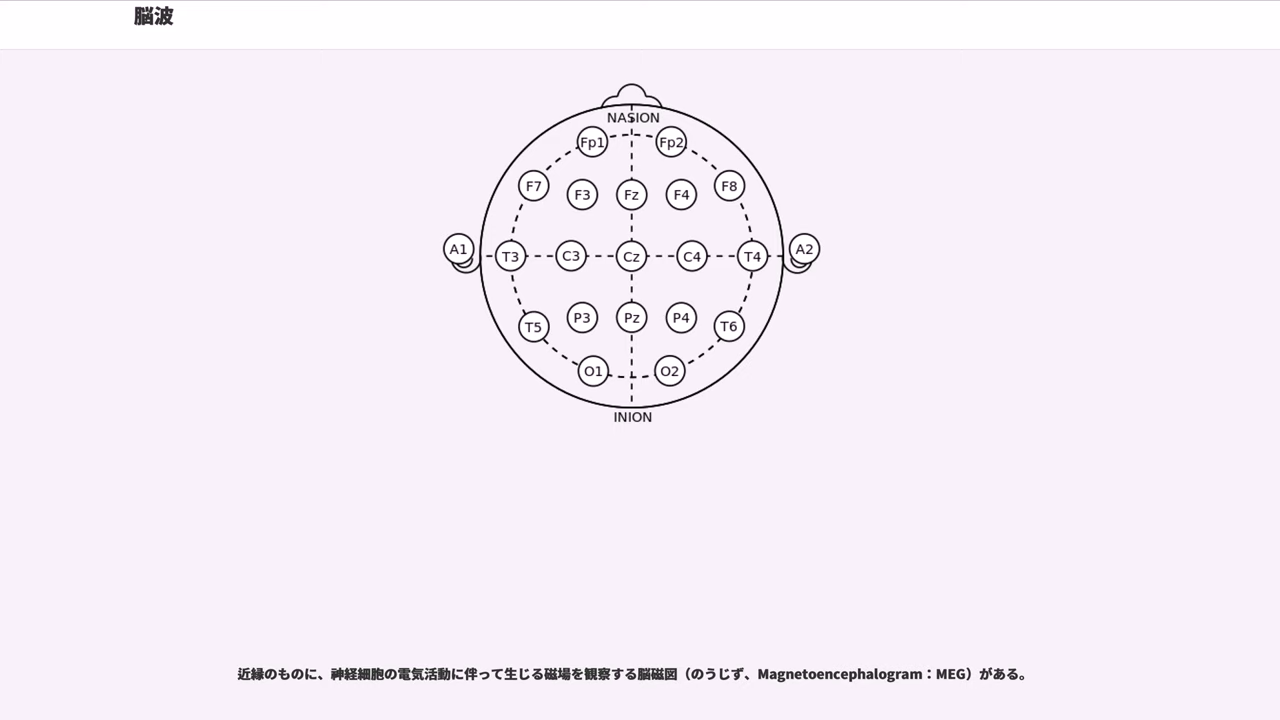 脳波
NASION
Fp1 Fp2
F7 F3 Fz F4 F8
A1 T3 C3 Cz C4 T4 A2
T5 P3 Pz P4 T6
O1 O2
INION
近縁のものに、神経細胞の電気活動に伴って生じる磁場を観察する脳磁図（のうじず、Magnetoencephalogram：MEG）がある。